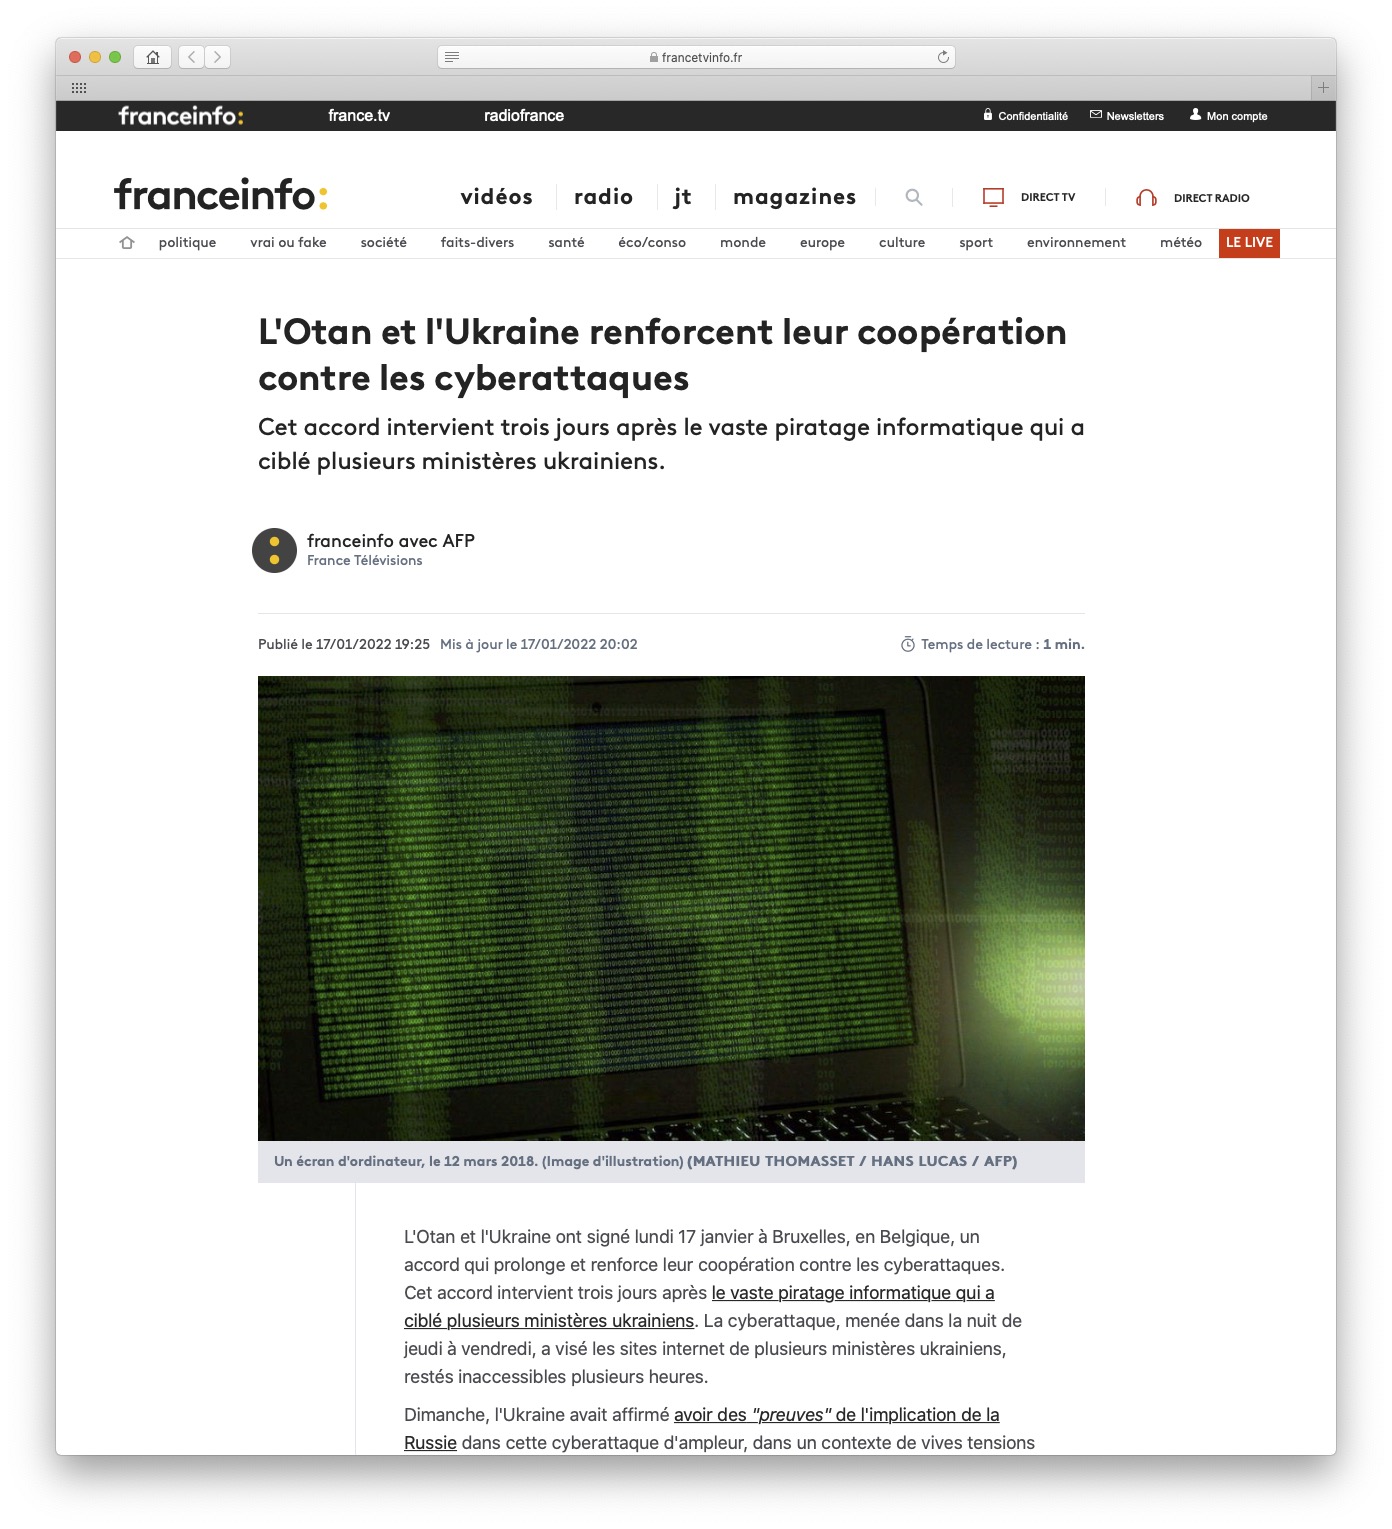 francetvinfo.fr
franceinfo:
france.tv
radiofrance
Confidentialité
Newsletters
Mon compte
franceinfo:
vidéos
radio
jt
magazines
DIRECT TV
DIRECT RADIO
politique
vrai ou fake
société
faits-divers
santé
éco/conso
monde
europe
culture
sport
environnement
météo
LE LIVE
L'Otan et l'Ukraine renforcent leur coopération
contre les cyberattaques
Cet accord intervient trois jours après le vaste piratage informatique qui a
ciblé plusieurs ministères ukrainiens.
franceinfo avec AFP
France Télévisions
Publié le 17/01/2022 19:25 Mis à jour le 17/01/2022 20:02
Temps de lecture : 1 min.
Un écran d'ordinateur, le 12 mars 2018. (Image d'illustration) (MATHIEU THOMASSET / HANS LUCAS / AFP)
L'Otan et l'Ukraine ont signé lundi 17 janvier à Bruxelles, en Belgique, un
accord qui prolonge et renforce leur coopération contre les cyberattaques.
Cet accord intervient trois jours après le vaste piratage informatique qui a
ciblé plusieurs ministères ukrainiens. La cyberattaque, menée dans la nuit de
jeudi à vendredi, a visé les sites internet de plusieurs ministères ukrainiens,
restés inaccessibles plusieurs heures.
Dimanche, l'Ukraine avait affirmé avoir des "preuves" de l'implication de la
Russie dans cette cyberattaque d'ampleur, dans un contexte de vives tensions